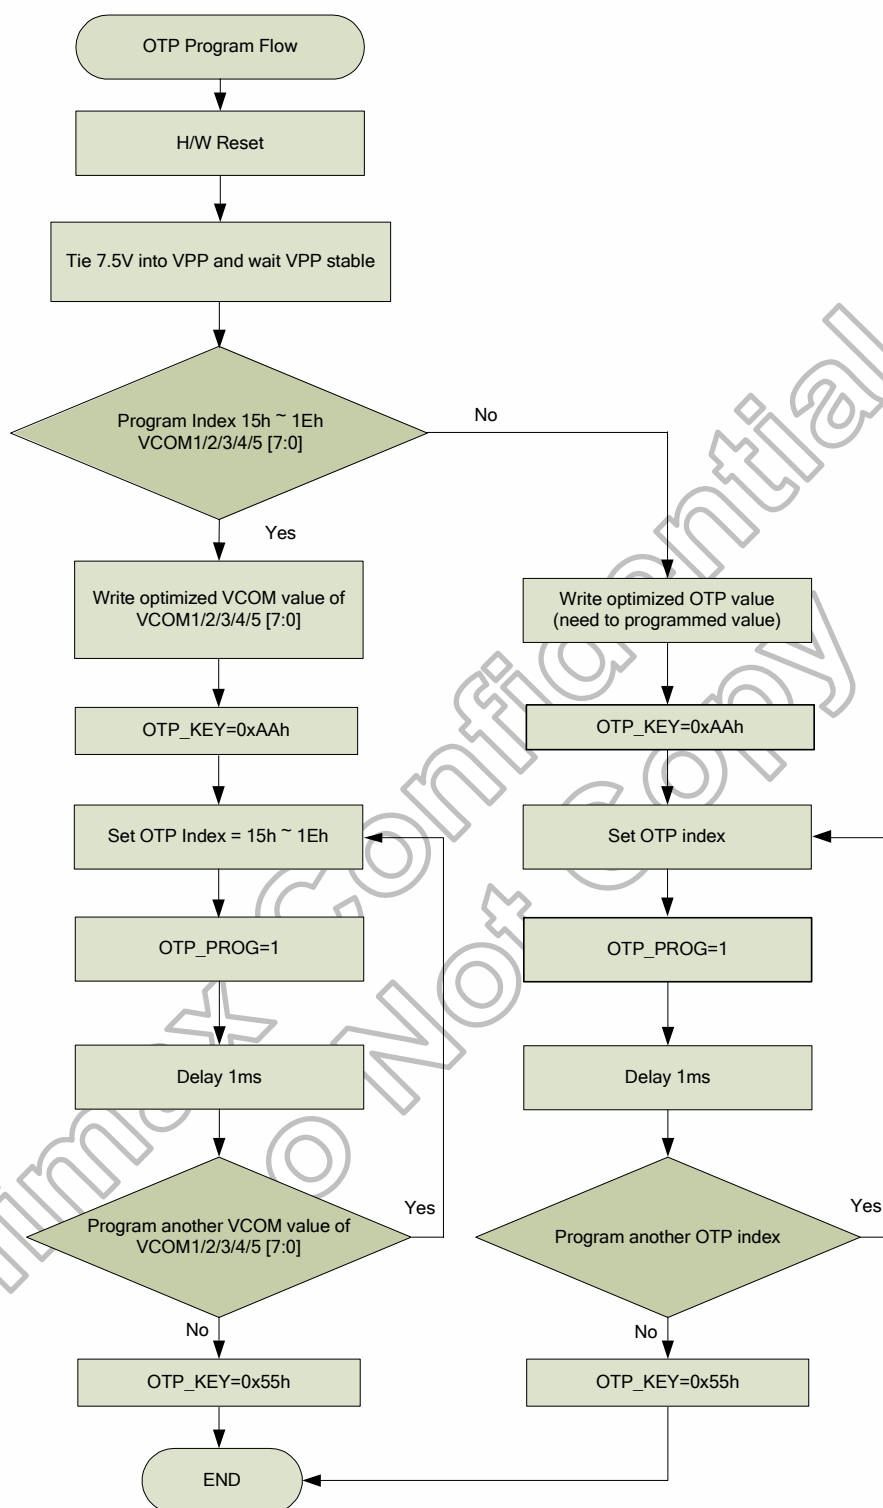 OTP Program Flow
H/W Reset
Tie 7.5V into VPP and wait VPP stable
Program Index 15h ~ 1Eh
VCOM1/2/3/4/5 [7:0]
No
Yes
Write optimized VCOM value of
VCOM1/2/3/4/5 [7:0]
OTP_KEY=0xAAh
Set OTP Index = 15h ~ 1Eh
OTP_PROG=1
Delay 1ms
Program another VCOM value of
VCOM1/2/3/4/5 [7:0]
Yes
No
OTP_KEY=0x55h
Write optimized OTP value
(need to programmed value)
OTP_KEY=0xAAh
Set OTP index
OTP_PROG=1
Delay 1ms
Program another OTP index
Yes
No
OTP_KEY=0x55h
END
Confidential
Not Copy